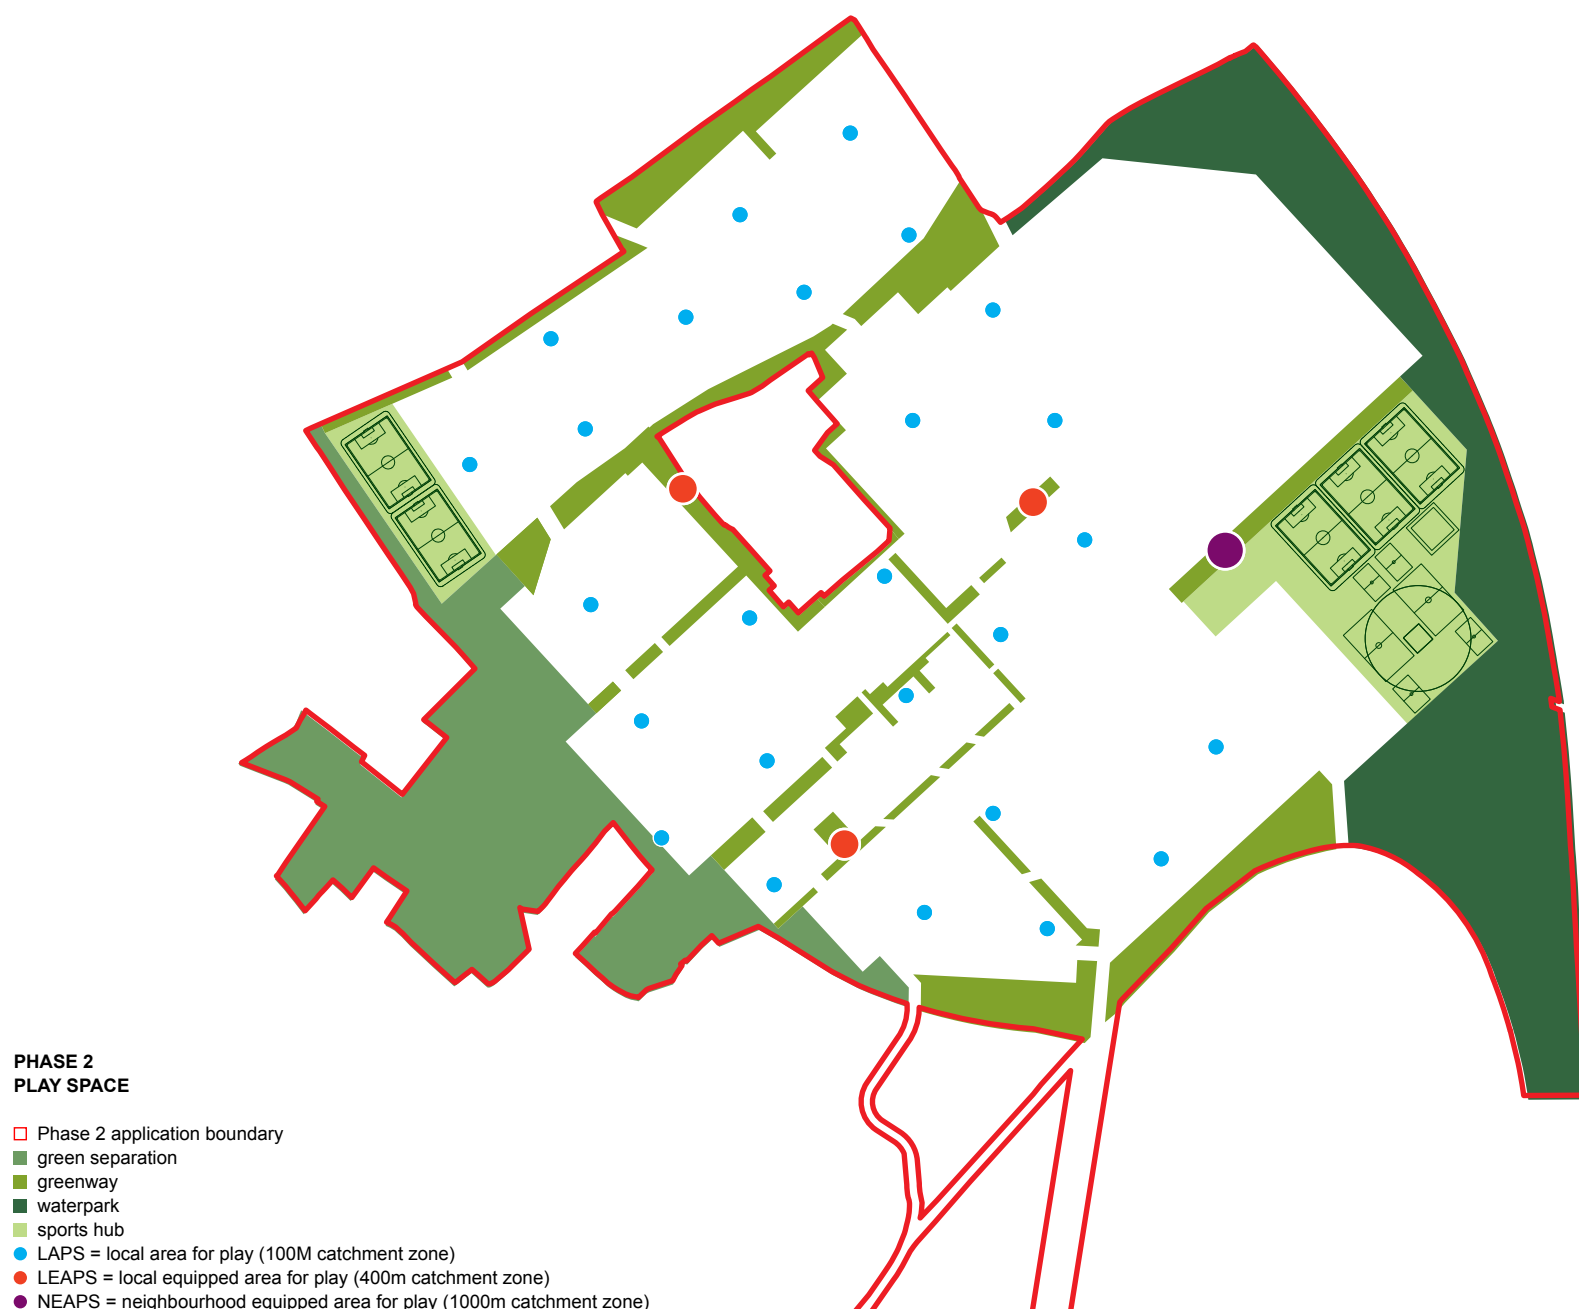 PHASE 2
PLAY SPACE
Phase 2 application boundary
green separation
greenway
waterpark
sports hub
LAPS = local area for play (100M catchment zone)
LEAPS = local equipped area for play (400m catchment zone)
NEAPS = neighbourhood equipped area for play (1000m catchment zone)